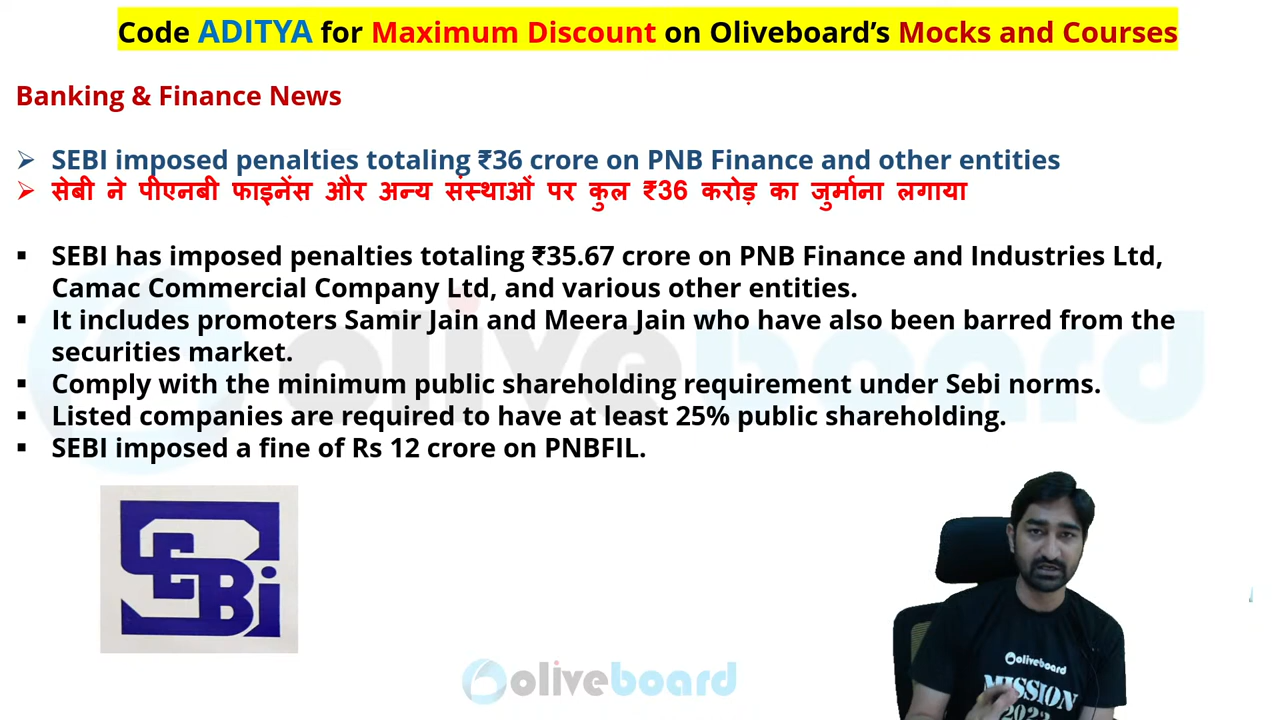 Code ADITYA for Maximum Discount on Oliveboard’s Mocks and Courses
Banking & Finance News
➢ SEBI imposed penalties totaling ₹36 crore on PNB Finance and other entities
➢ सेबी ने पीएनबी फाइनेंस और अन्य संस्थाओं पर कुल ₹36 करोड़ का जुर्माना लगाया
▪ SEBI has imposed penalties totaling ₹35.67 crore on PNB Finance and Industries Ltd,
Camac Commercial Company Ltd, and various other entities.
▪ It includes promoters Samir Jain and Meera Jain who have also been barred from the
securities market.
▪ Comply with the minimum public shareholding requirement under Sebi norms.
▪ Listed companies are required to have at least 25% public shareholding.
▪ SEBI imposed a fine of Rs 12 crore on PNBFIL.
oliveboard
SEBi
oliveboard
MISSION
2023
oliveboard